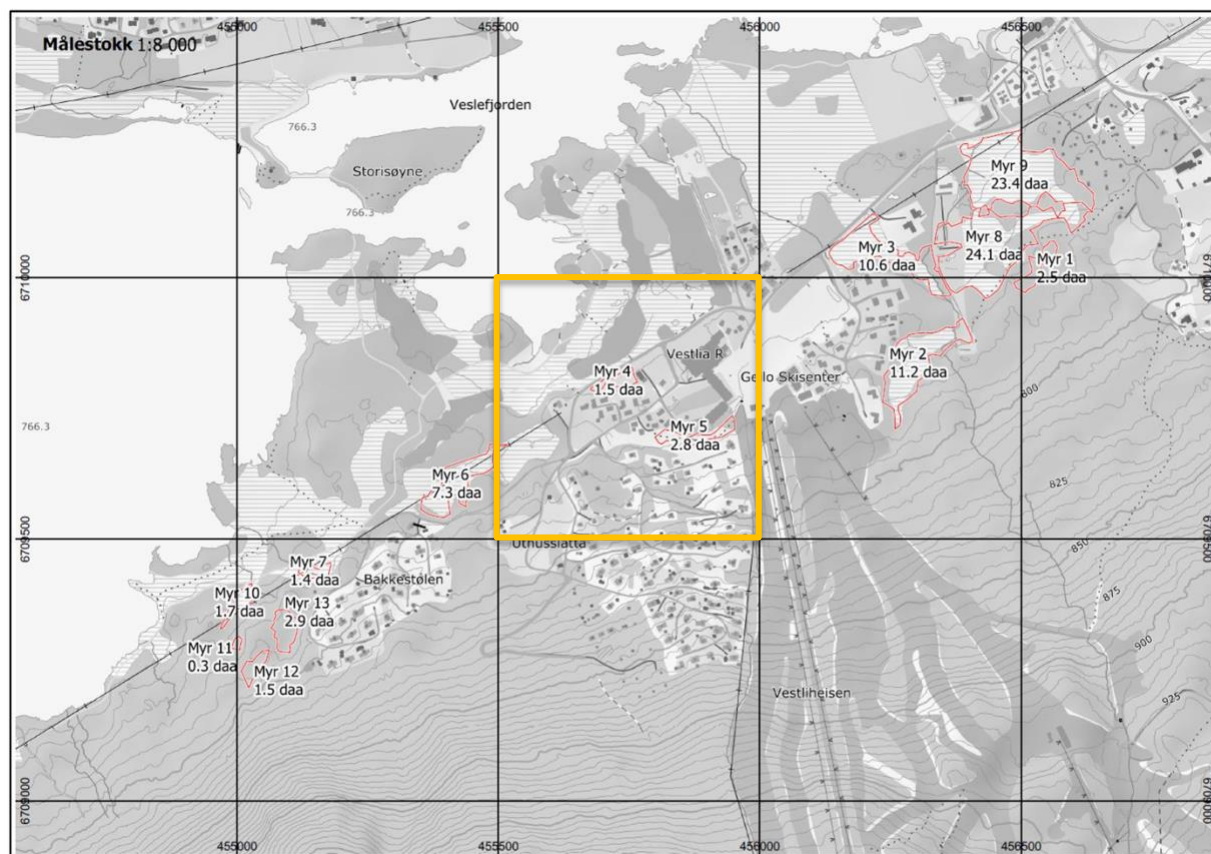 455000
455500
456000
456500
Målestokk 1:8 000
Veslefjorden
766.3
Storisøyne
766.3
Myr 9
23.4 daa
Myr 8
24.1 daa
Myr 3
10.6 daa
Myr 1
2.5 daa
6710000
6710000
Vestlia R
Myr 2
11.2 daa
Myr 4
1.5 daa
Geilo Skisenter
800
766.3
Myr 5
2.8 daa
Myr 6
7.3 daa
825
6709500
6709500
Uthusslåtta
850
Myr 7
1.4 daa
Bakkestølen
875
Myr 10
1.7 daa
Myr 13
2.9 daa
900
Myr 11
0.3 daa
Myr 12
1.5 daa
Vestliheisen
925
6709000
6709000
455000
455500
456000
456500